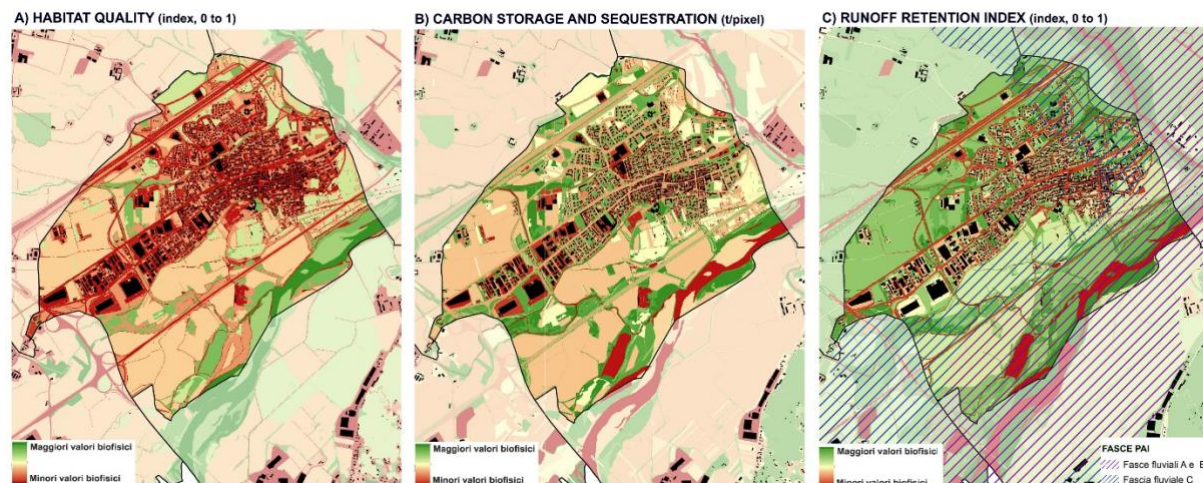 A) HABITAT QUALITY (index, 0 to 1)
B) CARBON STORAGE AND SEQUESTRATION (t/pixel)
C) RUNOFF RETENTION INDEX (index, 0 to 1)
Maggiori valori biofisici
Minori valori biofisici
Maggiori valori biofisici
Minori valori biofisici
Maggiori valori biofisici
Minori valori biofisici
FASCE PAI
Fasce fluviali A e B
Fascia fluviale C